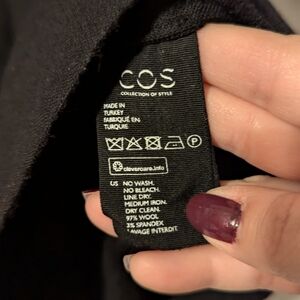 COS
COLLECTION OF STYLE
MADE IN
TURKEY
FABRIQUÉ EN
TURQUIE
P
clevercare.info
US NO WASH.
NO BLEACH.
LINE DRY.
MEDIUM IRON.
DRY CLEAN.
97% WOOL
3% SPANDEX
LAVAGE INTERDIT.